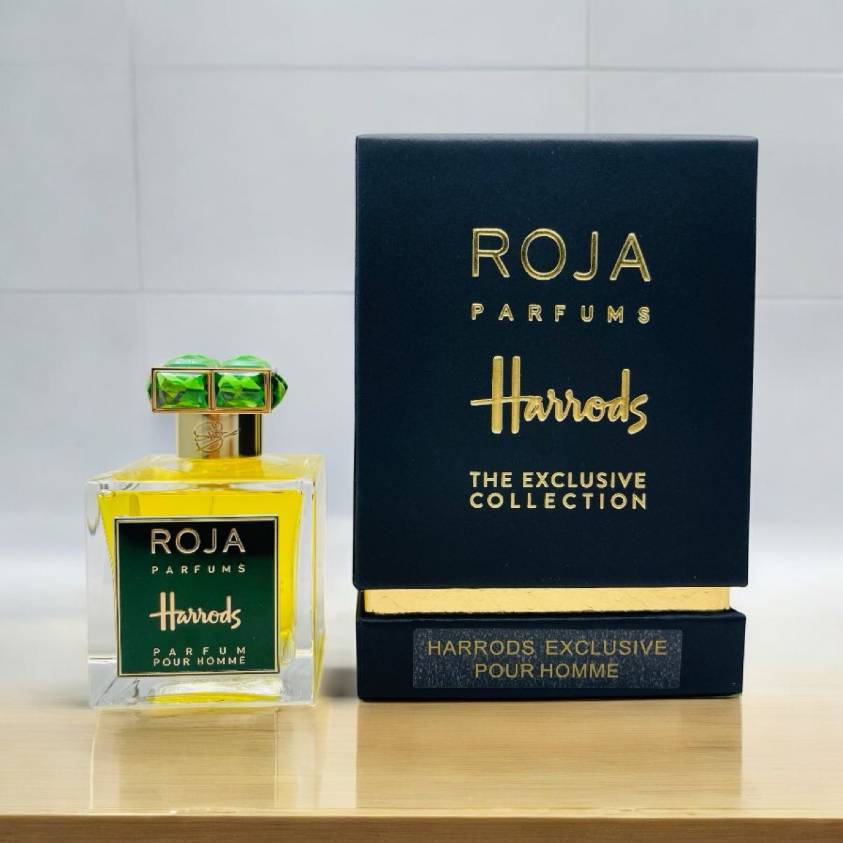 ROJA
PARFUMS
Harrods
PARFUM
POUR HOMME
ROJA
PARFUMS
Harrods
THE EXCLUSIVE
COLLECTION
HARRODS EXCLUSIVE
POUR HOMME